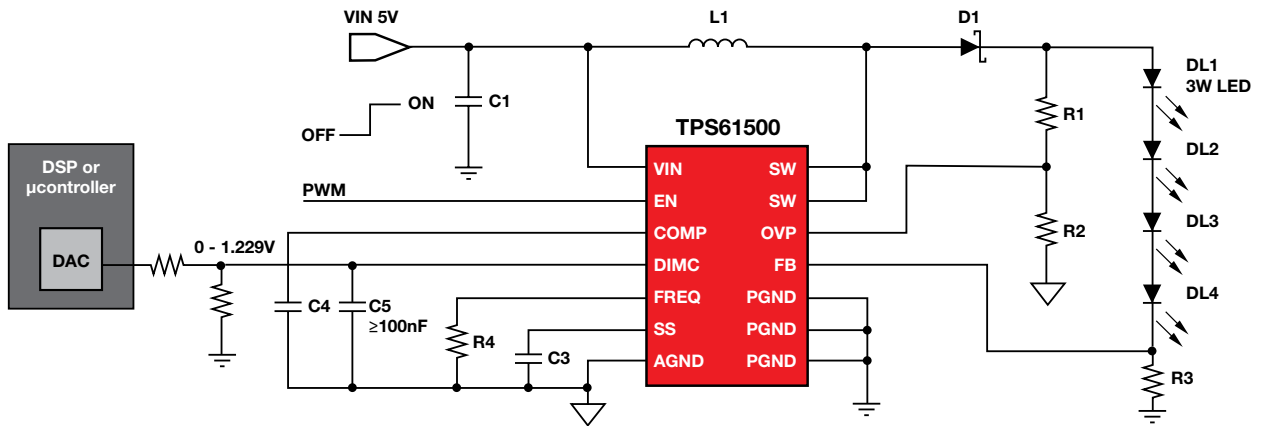 VIN 5V
L1
D1
DL1
3W LED
C1
ON
OFF
R1
TPS61500
DSP or
µcontroller
DAC
VIN
SW
DL2
PWM
EN
SW
COMP
OVP
R2
DL3
0 - 1.229V
DIMC
FB
C4
C5
≥100nF
FREQ
PGND
DL4
R4
SS
PGND
C3
AGND
PGND
R3